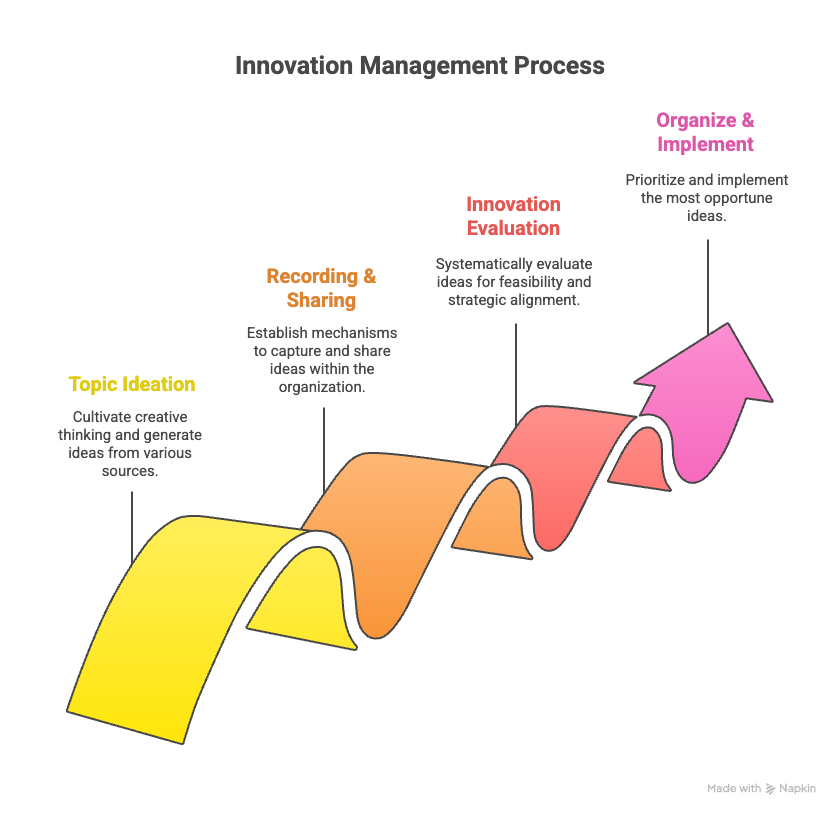 Innovation Management Process
Topic Ideation
Cultivate creative
thinking and generate
ideas from various
sources.
Recording &
Sharing
Establish mechanisms
to capture and share
ideas within the
organization.
Innovation
Evaluation
Systematically evaluate
ideas for feasibility and
strategic alignment.
Organize &
Implement
Prioritize and implement
the most opportune
ideas.
Made with Napkin